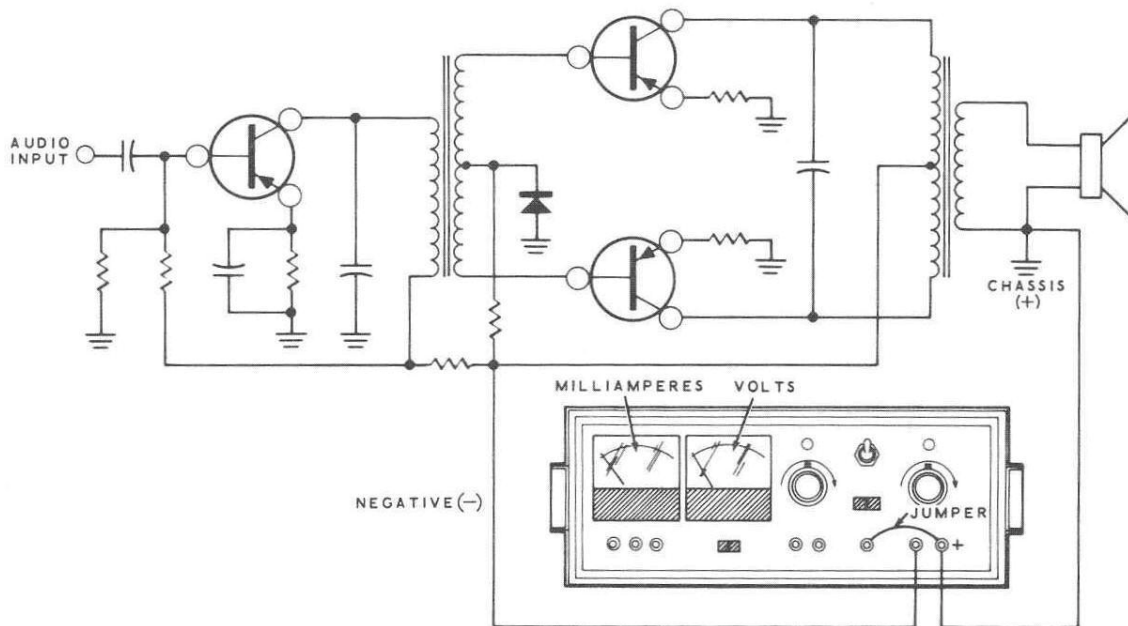 AUDIO
INPUT
CHASSIS
(+)
MILLIAMPERES
VOLTS
NEGATIVE (−)
JUMPER
+